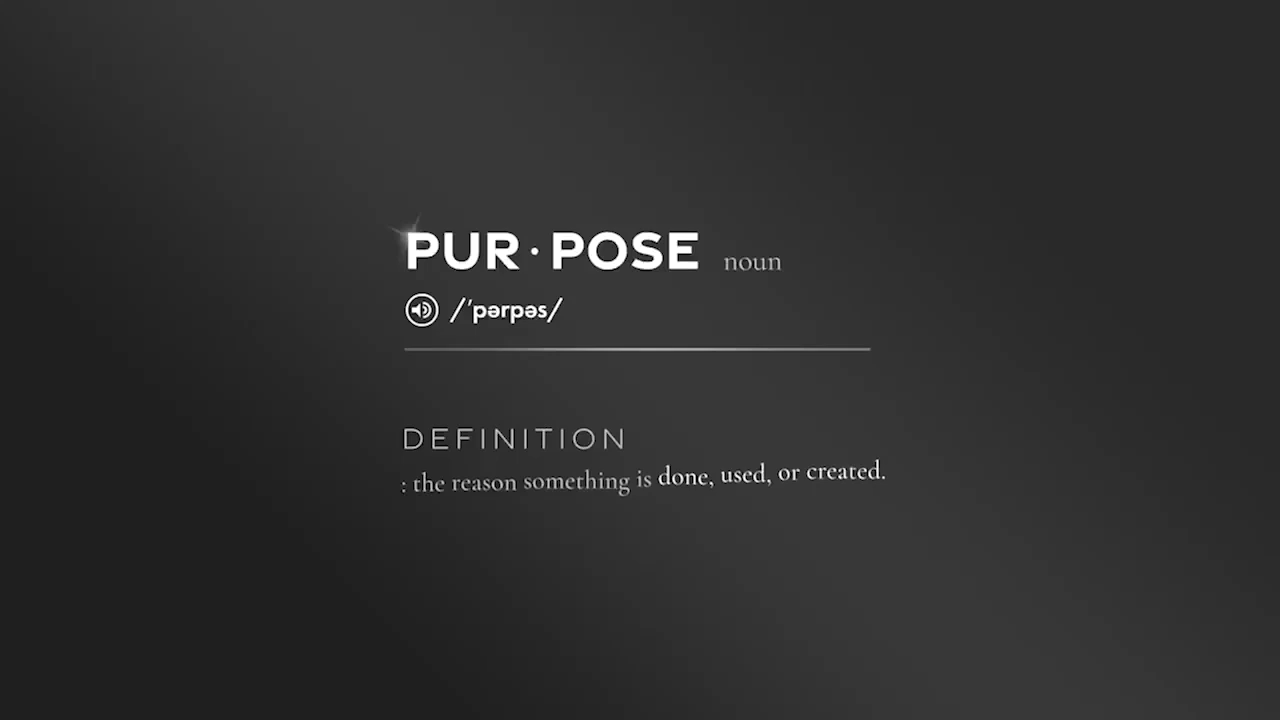 PUR·POSE noun
/ˈpərpəs/
DEFINITION
: the reason something is done, used, or created.